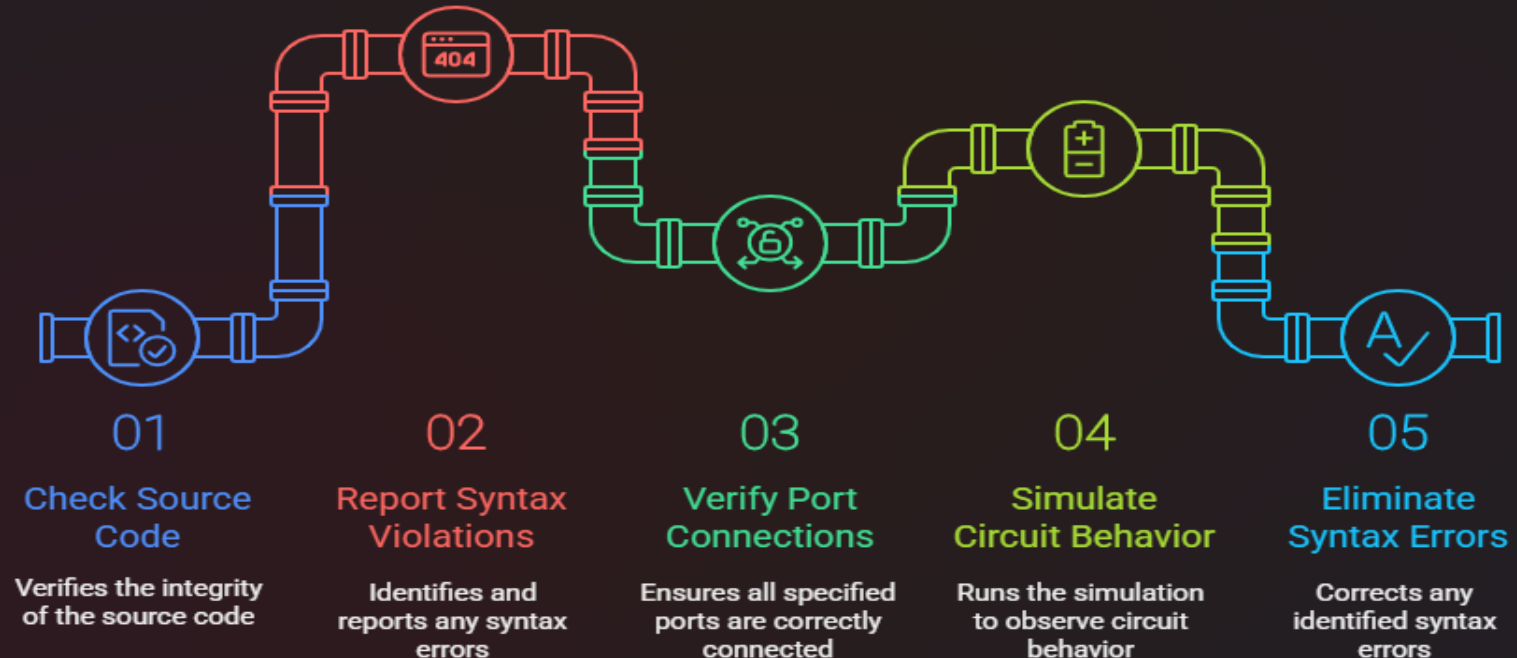 404
6
01
Check Source
Code
Verifies the integrity
of the source code
02
Report Syntax
Violations
Identifies and
reports any syntax
errors
03
Verify Port
Connections
Ensures all specified
ports are correctly
connected
04
Simulate
Circuit Behavior
Runs the simulation
to observe circuit
behavior
05
Eliminate
Syntax Errors
Corrects any
identified syntax
errors